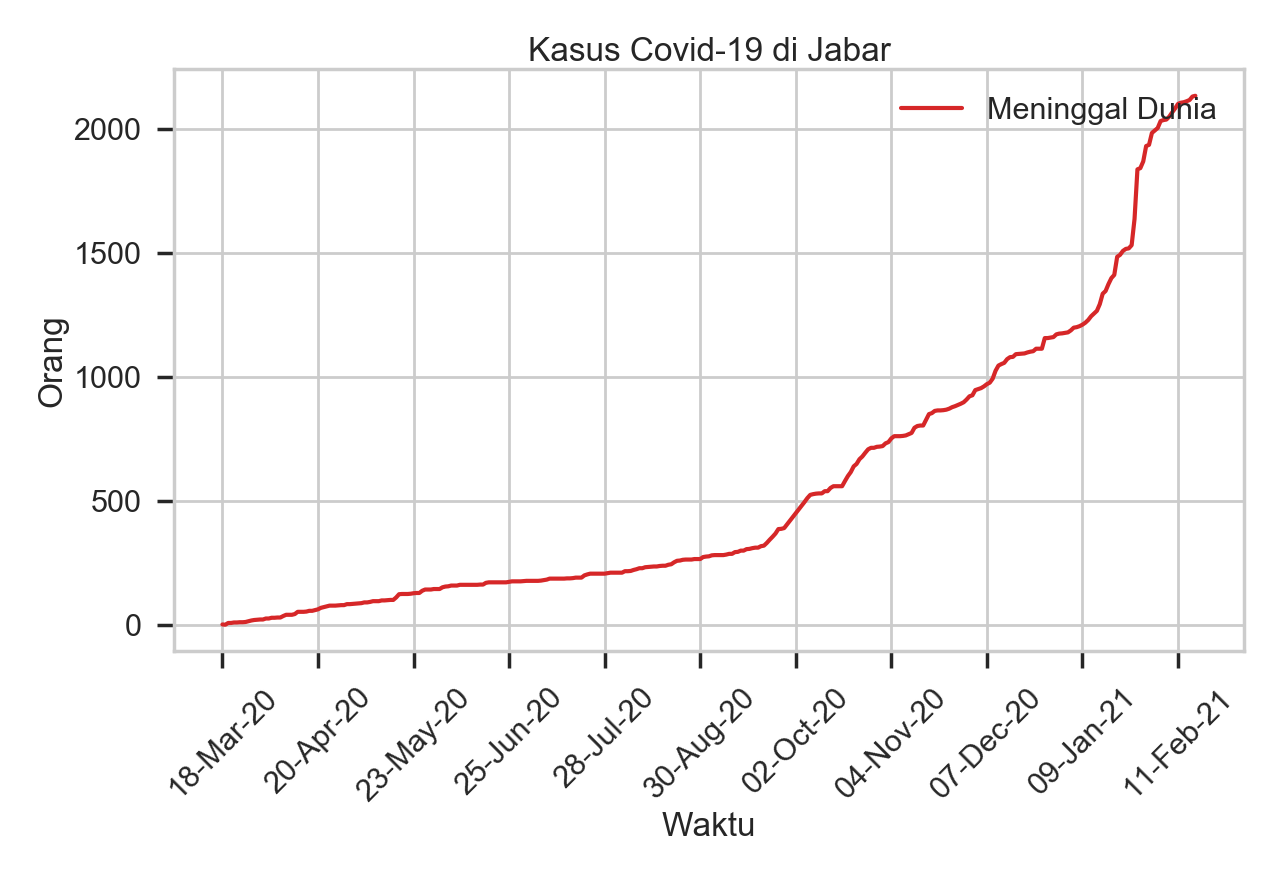 Kasus Covid-19 di Jabar
Meninggal Dunia
2000
1500
1000
500
0
Orang
18-Mar-20
20-Apr-20
23-May-20
25-Jun-20
28-Jul-20
30-Aug-20
02-Oct-20
04-Nov-20
07-Dec-20
09-Jan-21
11-Feb-21
Waktu